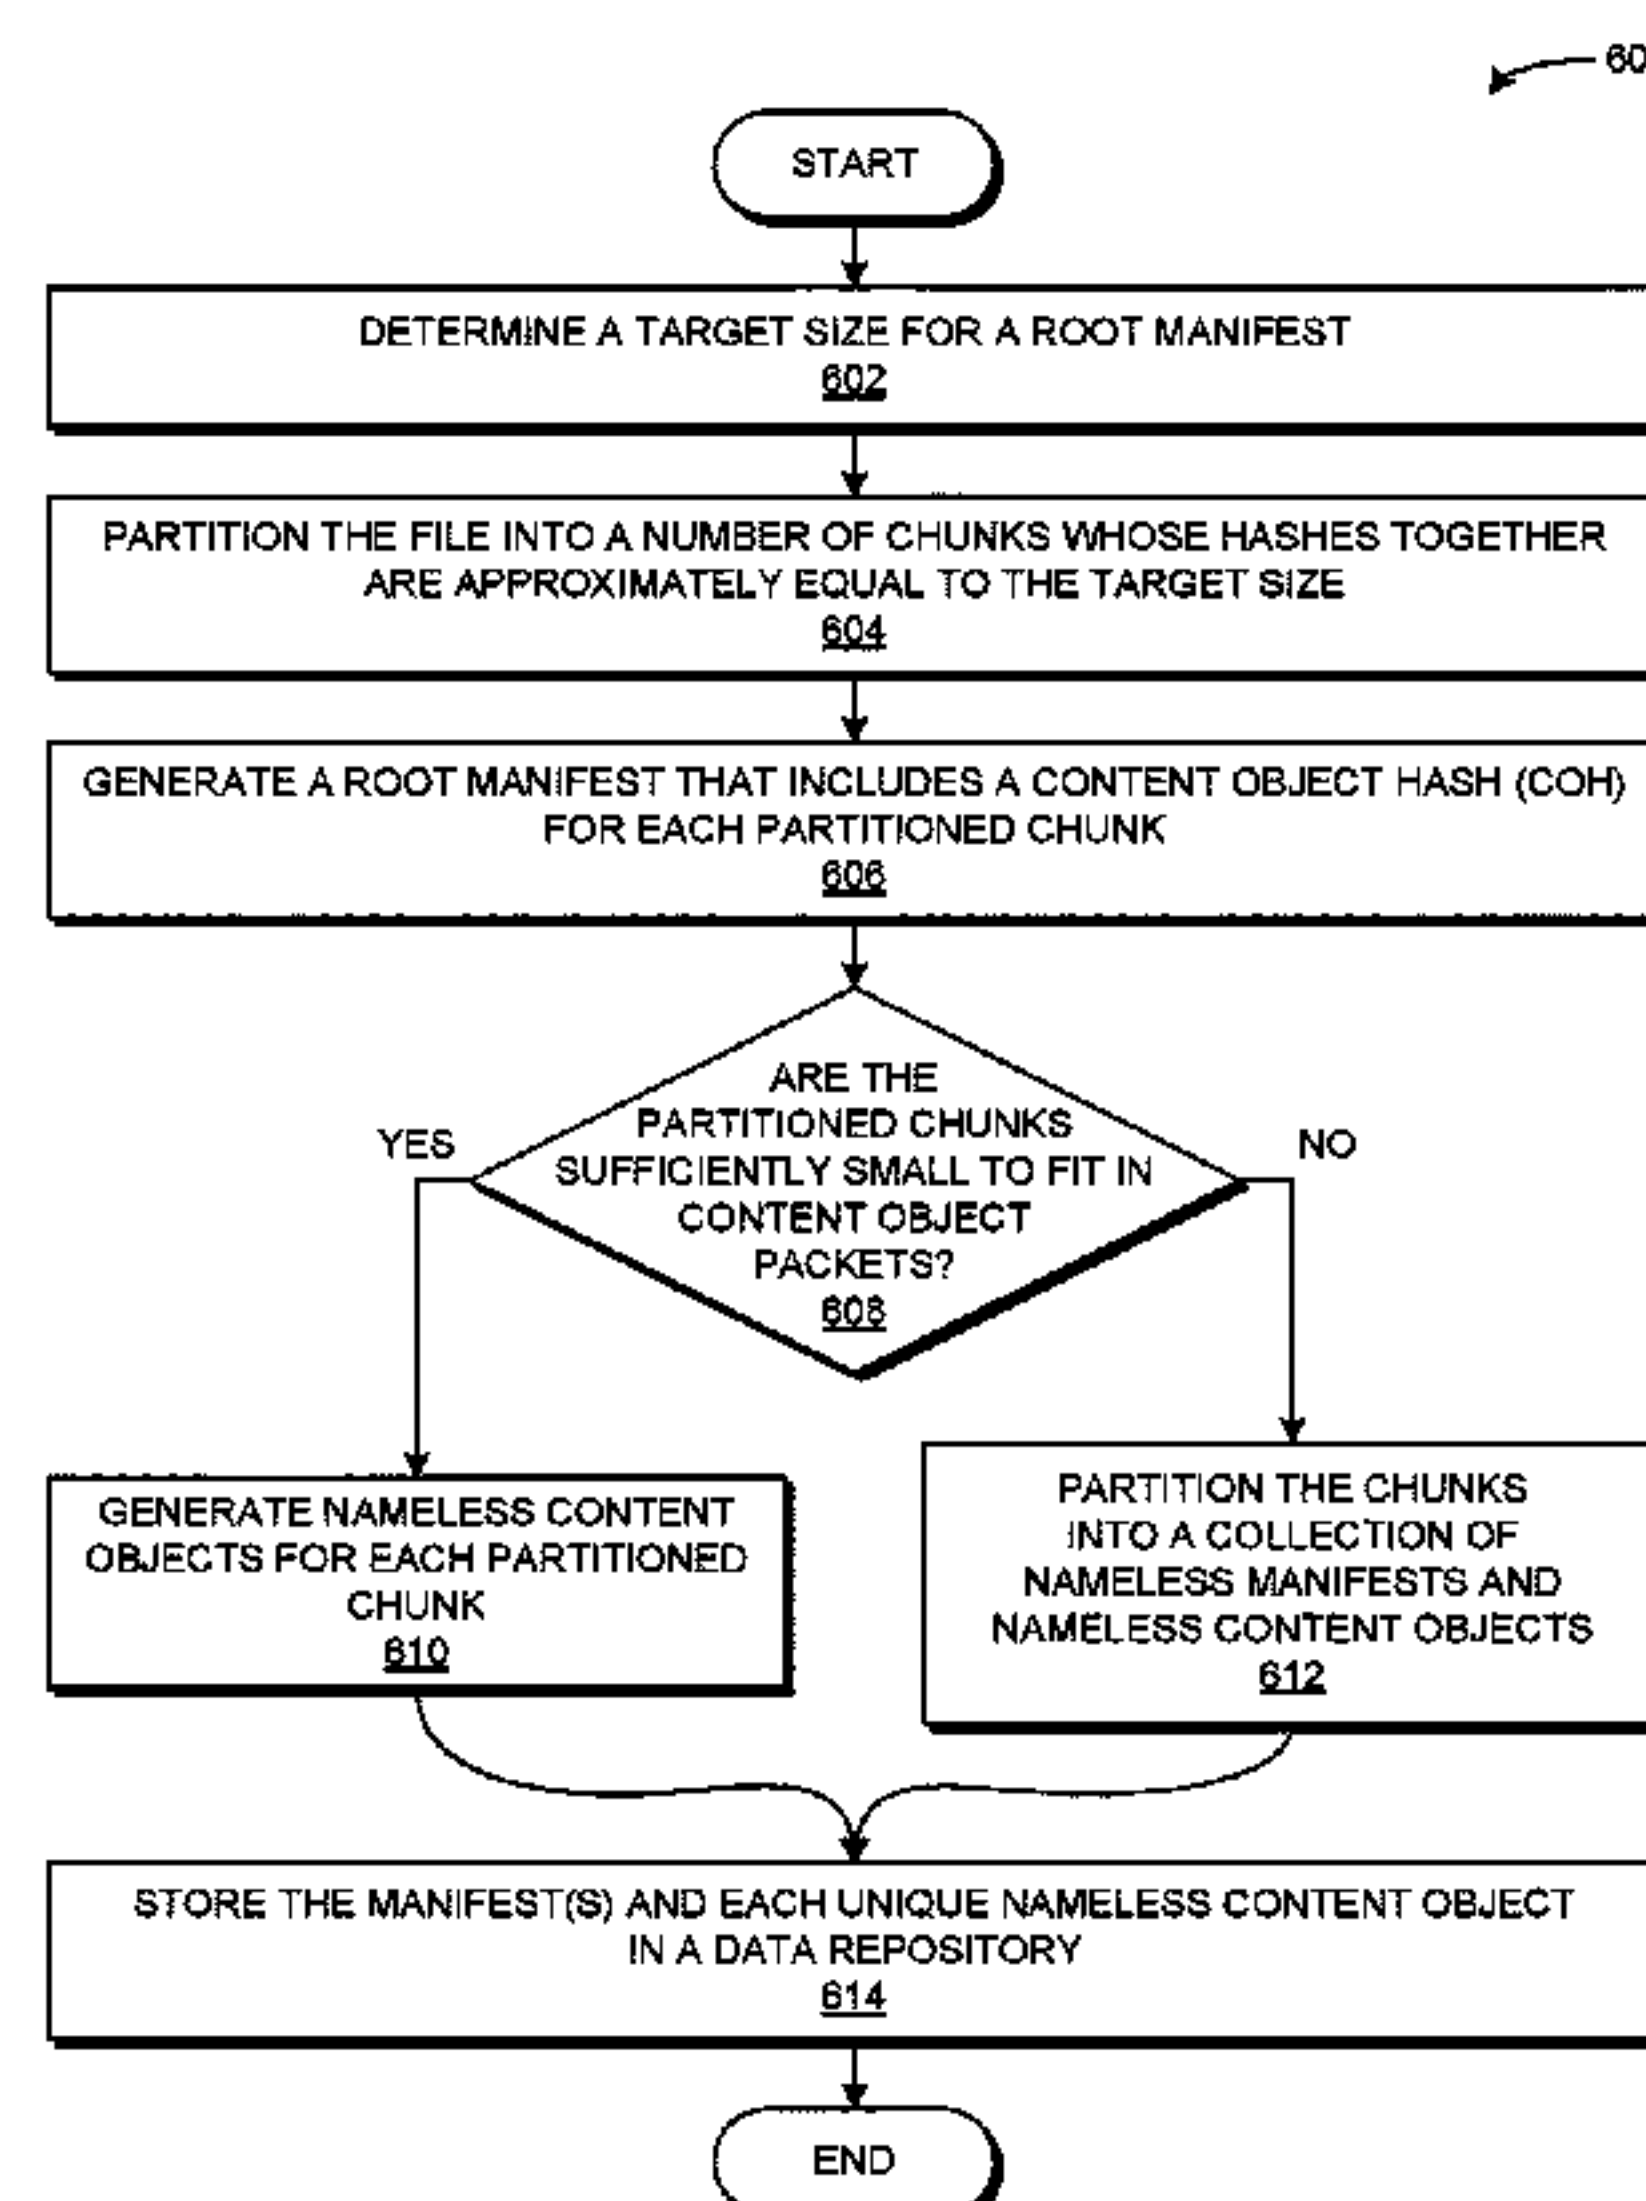 60
START
DETERMINE A TARGET SIZE FOR A ROOT MANIFEST
602
PARTITION THE FILE INTO A NUMBER OF CHUNKS WHOSE HASHES TOGETHER
ARE APPROXIMATELY EQUAL TO THE TARGET SIZE
604
GENERATE A ROOT MANIFEST THAT INCLUDES A CONTENT OBJECT HASH (COH)
FOR EACH PARTITIONED CHUNK
606
ARE THE
PARTITIONED CHUNKS
SUFFICIENTLY SMALL TO FIT IN
CONTENT OBJECT
PACKETS?
608
YES
NO
GENERATE NAMELESS CONTENT
OBJECTS FOR EACH PARTITIONED
CHUNK
610
PARTITION THE CHUNKS
INTO A COLLECTION OF
NAMELESS MANIFESTS AND
NAMELESS CONTENT OBJECTS
612
STORE THE MANIFEST(S) AND EACH UNIQUE NAMELESS CONTENT OBJECT
IN A DATA REPOSITORY
614
END